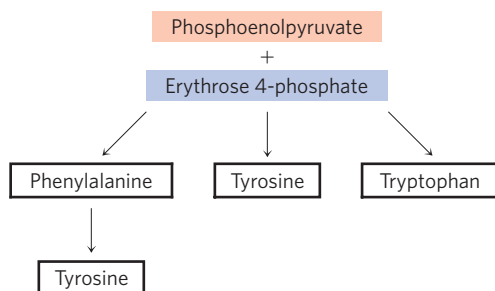 Phosphoenolpyruvate
+
Erythrose 4-phosphate
Phenylalanine Tyrosine Tryptophan
Tyrosine